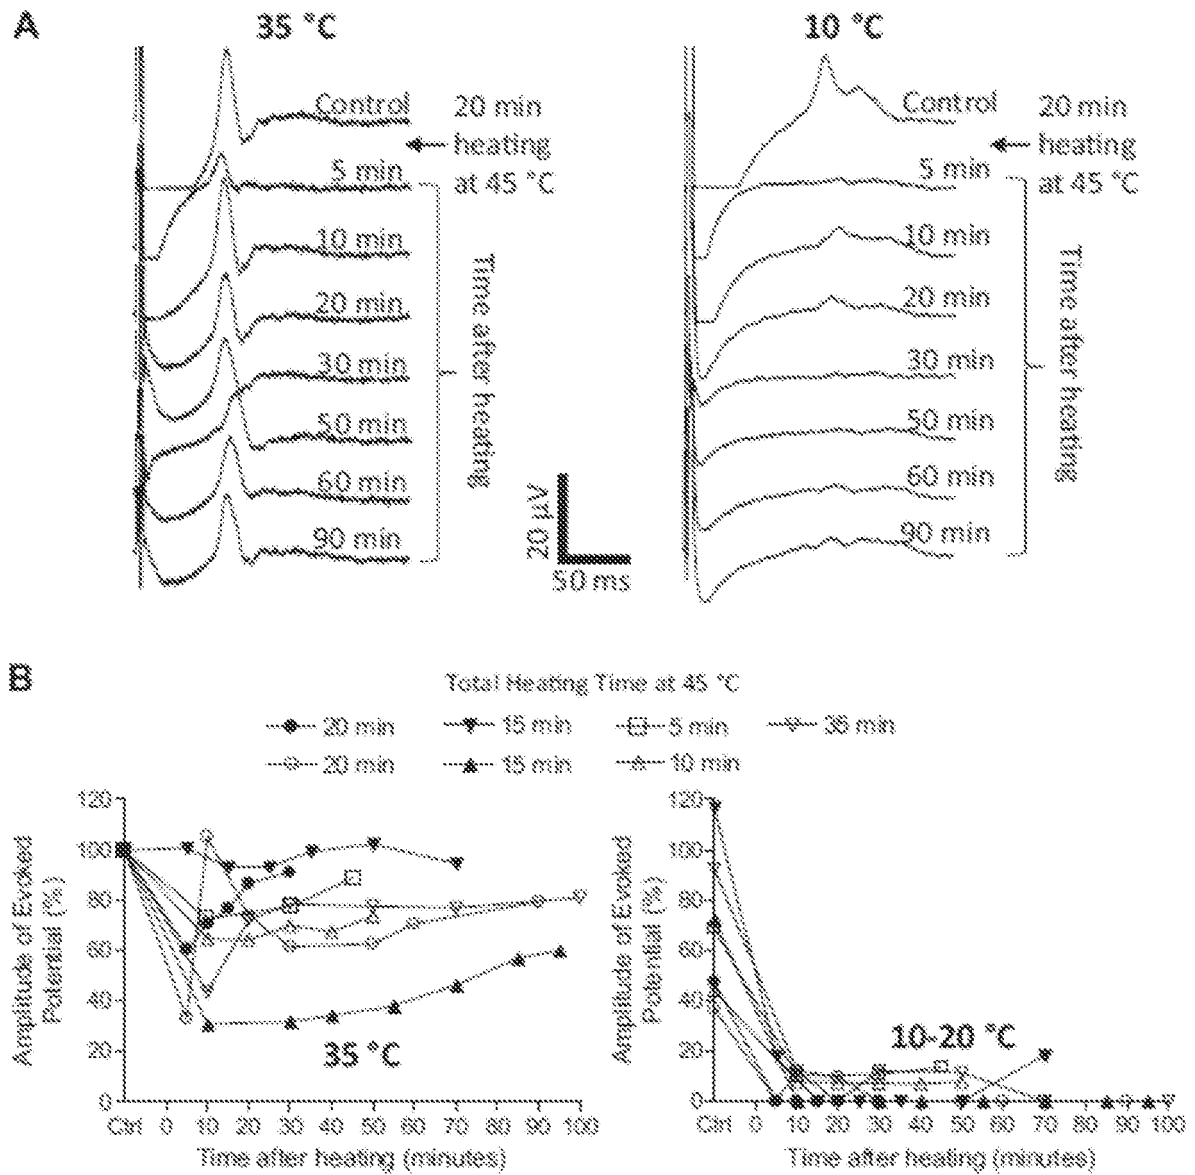 A
35 °C
10 °C
Control
20 min
heating
at 45 °C
5 min
10 min
20 min
30 min
50 min
60 min
90 min
Time after heating
20 µV
50 ms
Control
20 min
heating
at 45 °C
5 min
10 min
20 min
30 min
50 min
60 min
90 min
Time after heating
B
Total Heating Time at 45 °C
20 min
15 min
5 min
35 min
20 min
15 min
10 min
Amplitude of Evoked
Potential (%)
120
100
80
60
40
20
0
35 °C
Ctrl 0 10 20 30 40 50 60 70 80 90 100
Time after heating (minutes)
Amplitude of Evoked
Potential (%)
120
100
80
60
40
20
0
10-20 °C
Ctrl 0 10 20 30 40 50 60 70 80 90 100
Time after heating (minutes)